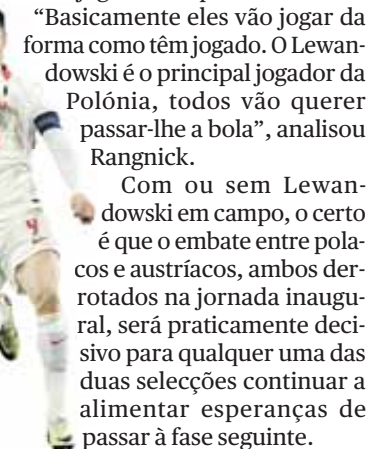 “Basicamente eles vão jogar da
forma como têm jogado. O Lewan-
dowski é o principal jogador da
Polónia, todos vão querer
passar-lhe a bola”, analisou
Rangnick.
Com ou sem Lewan-
dowski em campo, o certo
é que o embate entre pola-
cos e austríacos, ambos der-
rotados na jornada inaugu-
ral, será praticamente deci-
sivo para qualquer uma das
duas selecções continuar a
alimentar esperanças de
passar à fase seguinte.